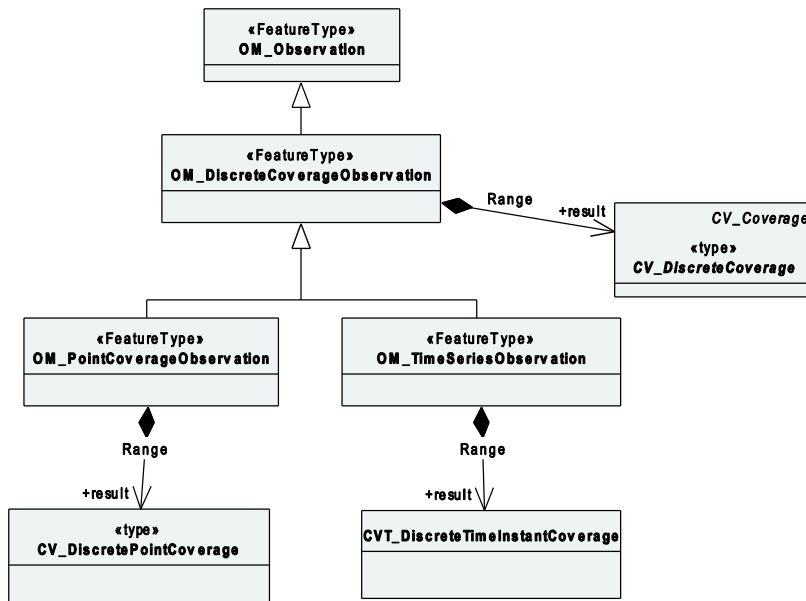 «FeatureType»
OM_Observation
«FeatureType»
OM_DiscreteCoverageObservation
Range
+result
CV_Coverage
«type»
CV_DiscreteCoverage
«FeatureType»
OM_PointCoverageObservation
«FeatureType»
OM_TimeSeriesObservation
Range
Range
+result
+result
«type»
CV_DiscretePointCoverage
CVT_DiscreteTimeInstantCoverage